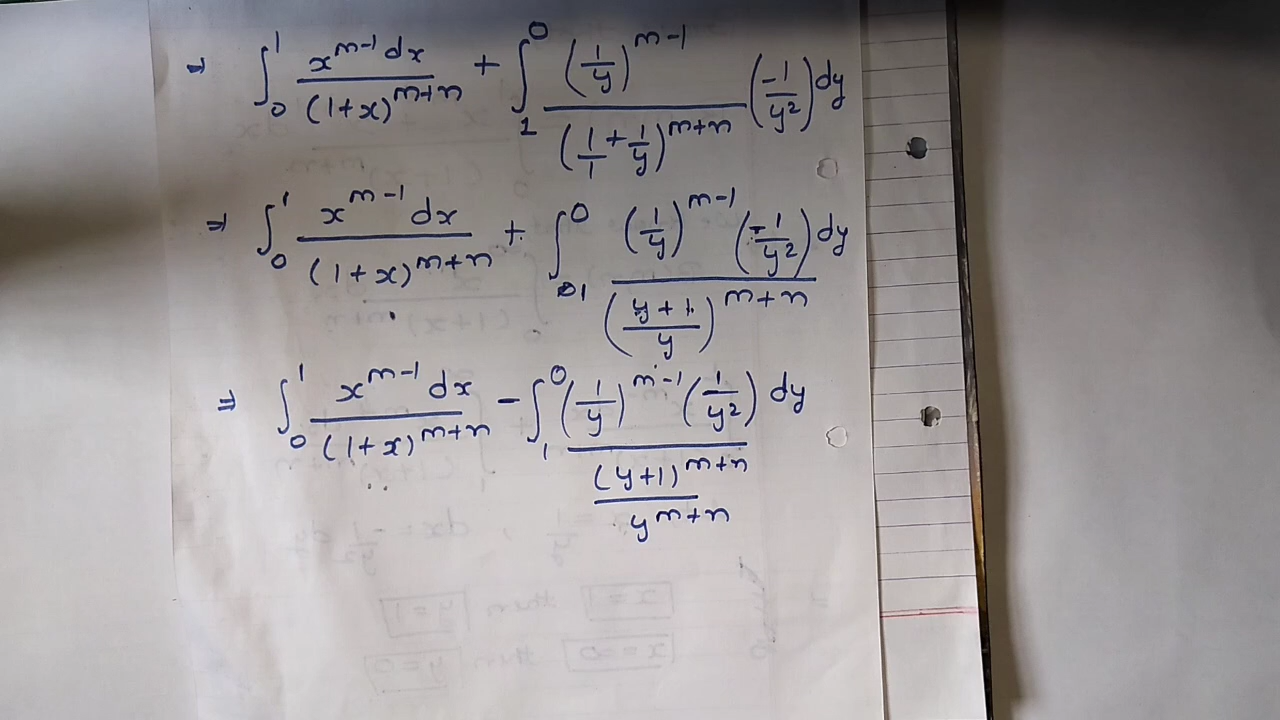 ⇒ ∫₀¹ x^(m-1) dx / (1+x)^(m+n) + ∫₁⁰ (1/y)^(m-1) / (1/1 + 1/y)^(m+n) (-1/y²) dy
⇒ ∫₀¹ x^(m-1) dx / (1+x)^(m+n) + ∫₁⁰ (1/y)^(m-1) (-1/y²) dy / ((y+1)/y)^(m+n)
⇒ ∫₀¹ x^(m-1) dx / (1+x)^(m+n) - ∫₁⁰ (1/y)^(m-1) (1/y²) dy / ((y+1)^(m+n) / y^(m+n))